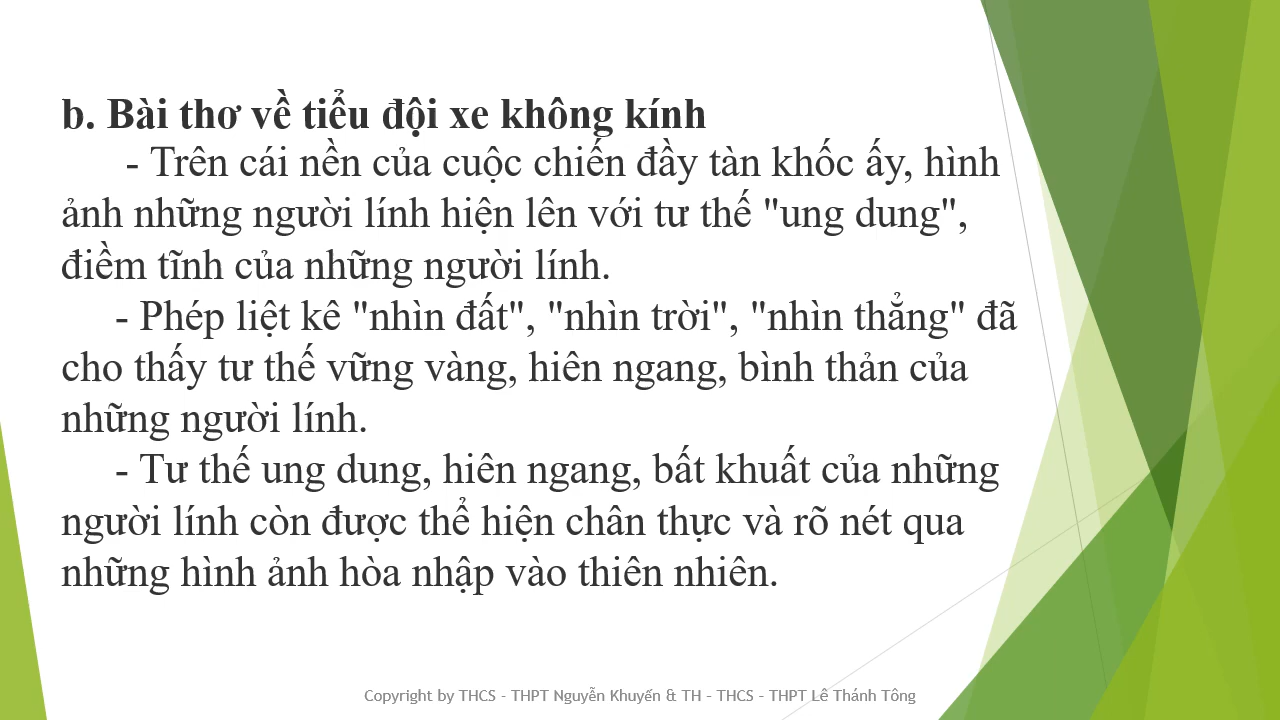 b. Bài thơ về tiểu đội xe không kính
- Trên cái nền của cuộc chiến đầy tàn khốc ấy, hình
ảnh những người lính hiện lên với tư thế "ung dung",
điềm tĩnh của những người lính.
- Phép liệt kê "nhìn đất", "nhìn trời", "nhìn thẳng" đã
cho thấy tư thế vững vàng, hiên ngang, bình thản của
những người lính.
- Tư thế ung dung, hiên ngang, bất khuất của những
người lính còn được thể hiện chân thực và rõ nét qua
những hình ảnh hòa nhập vào thiên nhiên.
Copyright by THCS - THPT Nguyễn Khuyến & TH – THCS – THPT Lê Thánh Tông